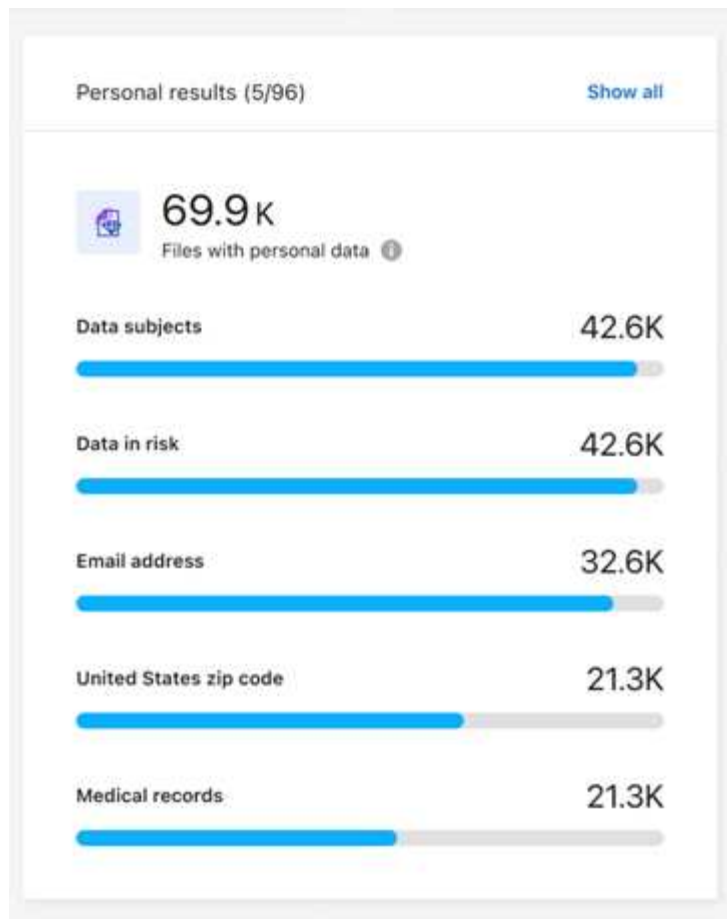 Personal results (5/96)
Show all
69.9 K
Files with personal data
Data subjects
42.6K
Data in risk
42.6K
Email address
32.6K
United States zip code
21.3K
Medical records
21.3K